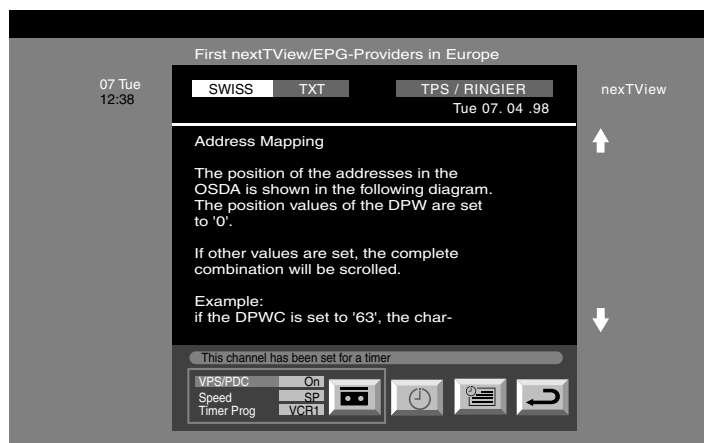 First nextTView/EPG-Providers in Europe
07 Tue
12:38
SWISS TXT TPS / RINGIER
nexTView
Tue 07. 04 .98
Address Mapping
The position of the addresses in the
OSDA is shown in the following diagram.
The position values of the DPW are set
to '0'.
If other values are set, the complete
combination will be scrolled.
Example:
if the DPWC is set to '63', the char-
This channel has been set for a timer
VPS/PDC On
Speed SP
Timer Prog VCR1